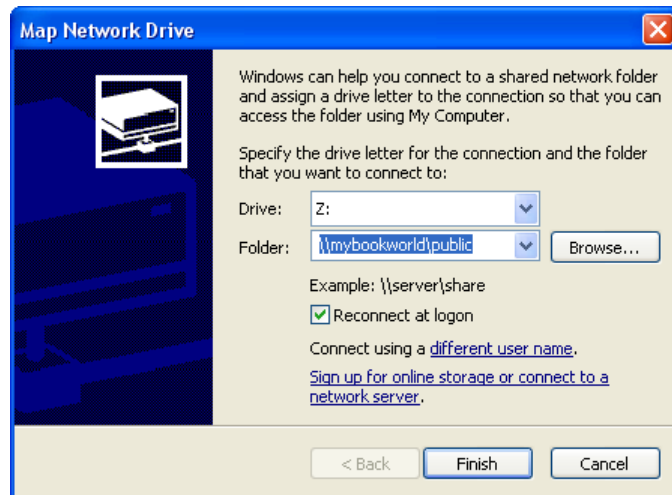 Map Network Drive
Windows can help you connect to a shared network folder
and assign a drive letter to the connection so that you can
access the folder using My Computer.
Specify the drive letter for the connection and the folder
that you want to connect to:
Drive: Z:
Folder: \\mybookworld\public Browse...
Example: \\server\share
Reconnect at logon
Connect using a different user name.
Sign up for online storage or connect to a
network server.
< Back Finish Cancel